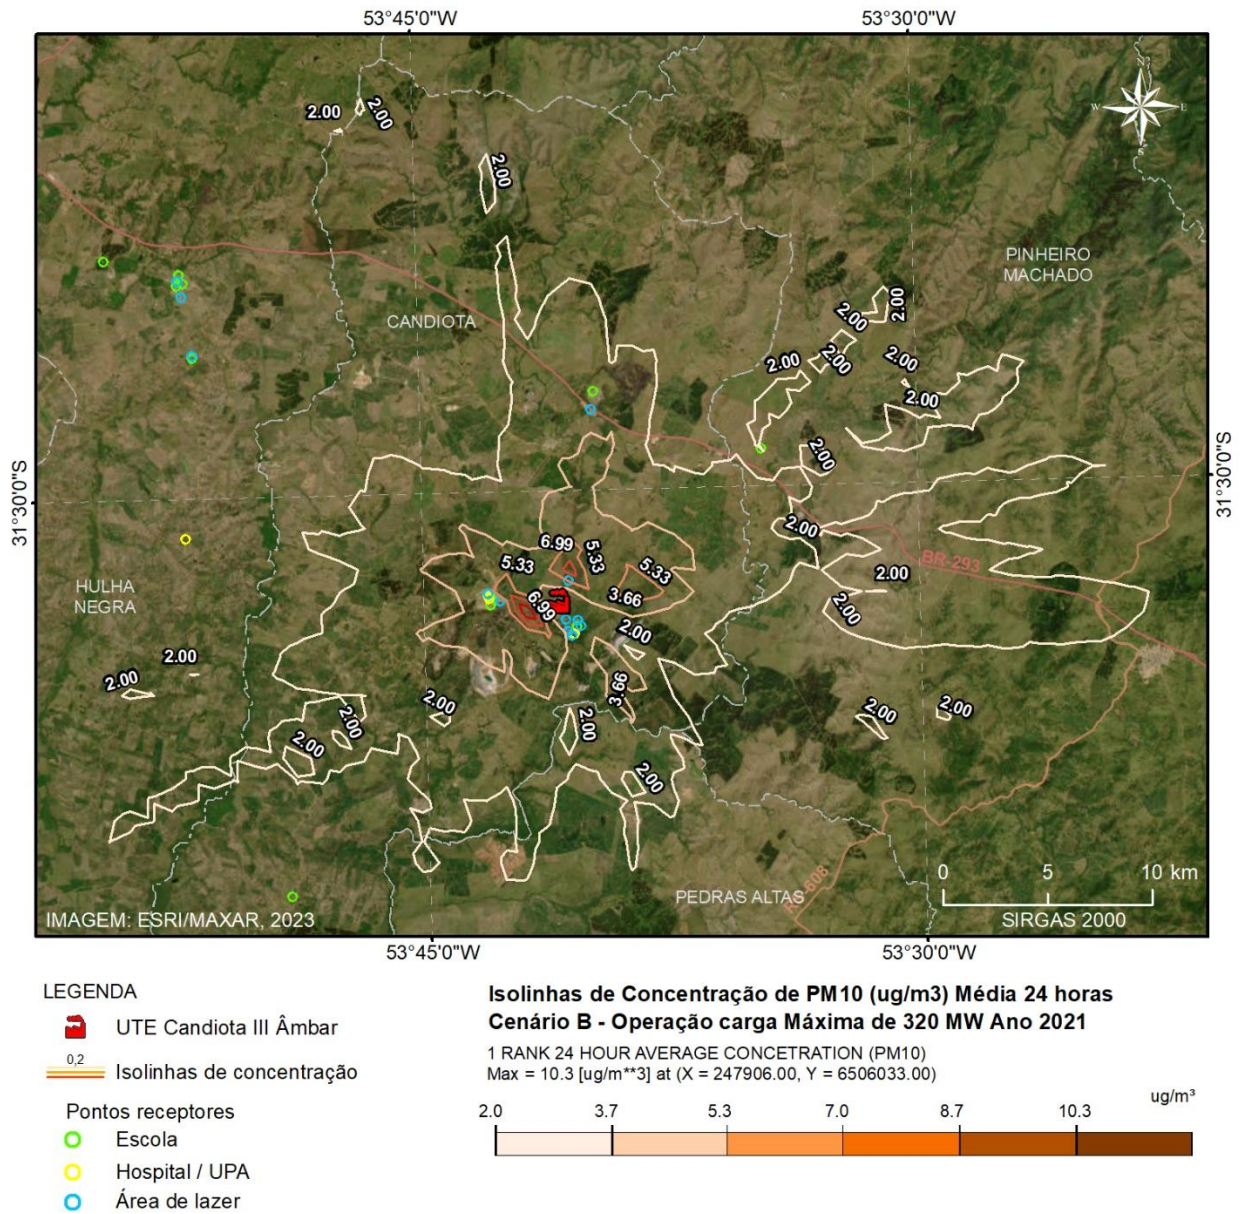 53°45'0"W
53°30'0"W
2.00
2.00
N
W
E
S
2.00
PINHEIRO
MACHADO
2.00
CANDIOTA
2.00
2.00
2.00
2.00
2.00
2.00
31°30'0"S
31°30'0"S
2.00
6.99
5.33
5.33
5.33
BR-293
2.00
HULHA
NEGRA
6.99
3.66
2.00
2.00
2.00
2.00
3.66
2.00
2.00
2.00
2.00
2.00
2.00
2.00
0
5
10 km
PEDRAS ALTAS
IMAGEM: ESRI/MAXAR, 2023
SIRGAS 2000
53°45'0"W
53°30'0"W
LEGENDA
UTE Candiota III Âmbar
0,2
Isolinhas de concentração
Pontos receptores
Escola
Hospital / UPA
Área de lazer
Isolinhas de Concentração de PM10 (ug/m3) Média 24 horas
Cenário B - Operação carga Máxima de 320 MW Ano 2021
1 RANK 24 HOUR AVERAGE CONCETRATION (PM10)
Max = 10.3 [ug/m**3] at (X = 247906.00, Y = 6506033.00)
ug/m³
2.0
3.7
5.3
7.0
8.7
10.3